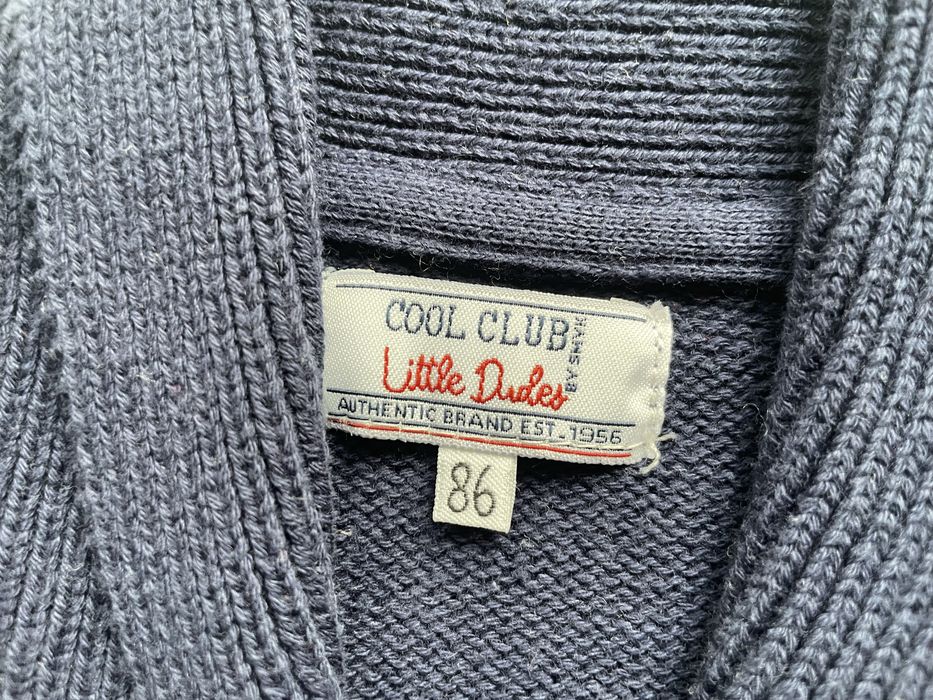 COOL CLUB
BY SMYK
Little Dudes
AUTHENTIC BRAND EST. 1956
86